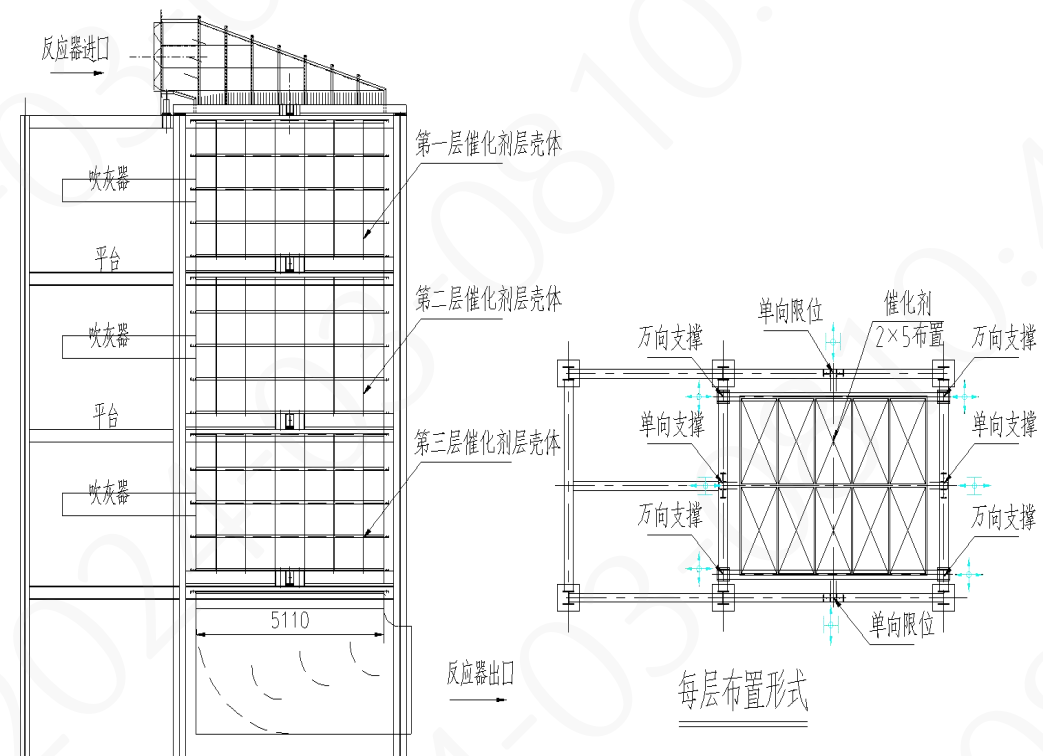 反应器进口
第一层催化剂层壳体
吹灰器
平台
第二层催化剂层壳体
吹灰器
平台
第三层催化剂层壳体
吹灰器
5110
反应器出口
单向限位
催化剂
2×5布置
万向支撑
万向支撑
单向支撑
单向支撑
万向支撑
万向支撑
单向限位
每层布置形式